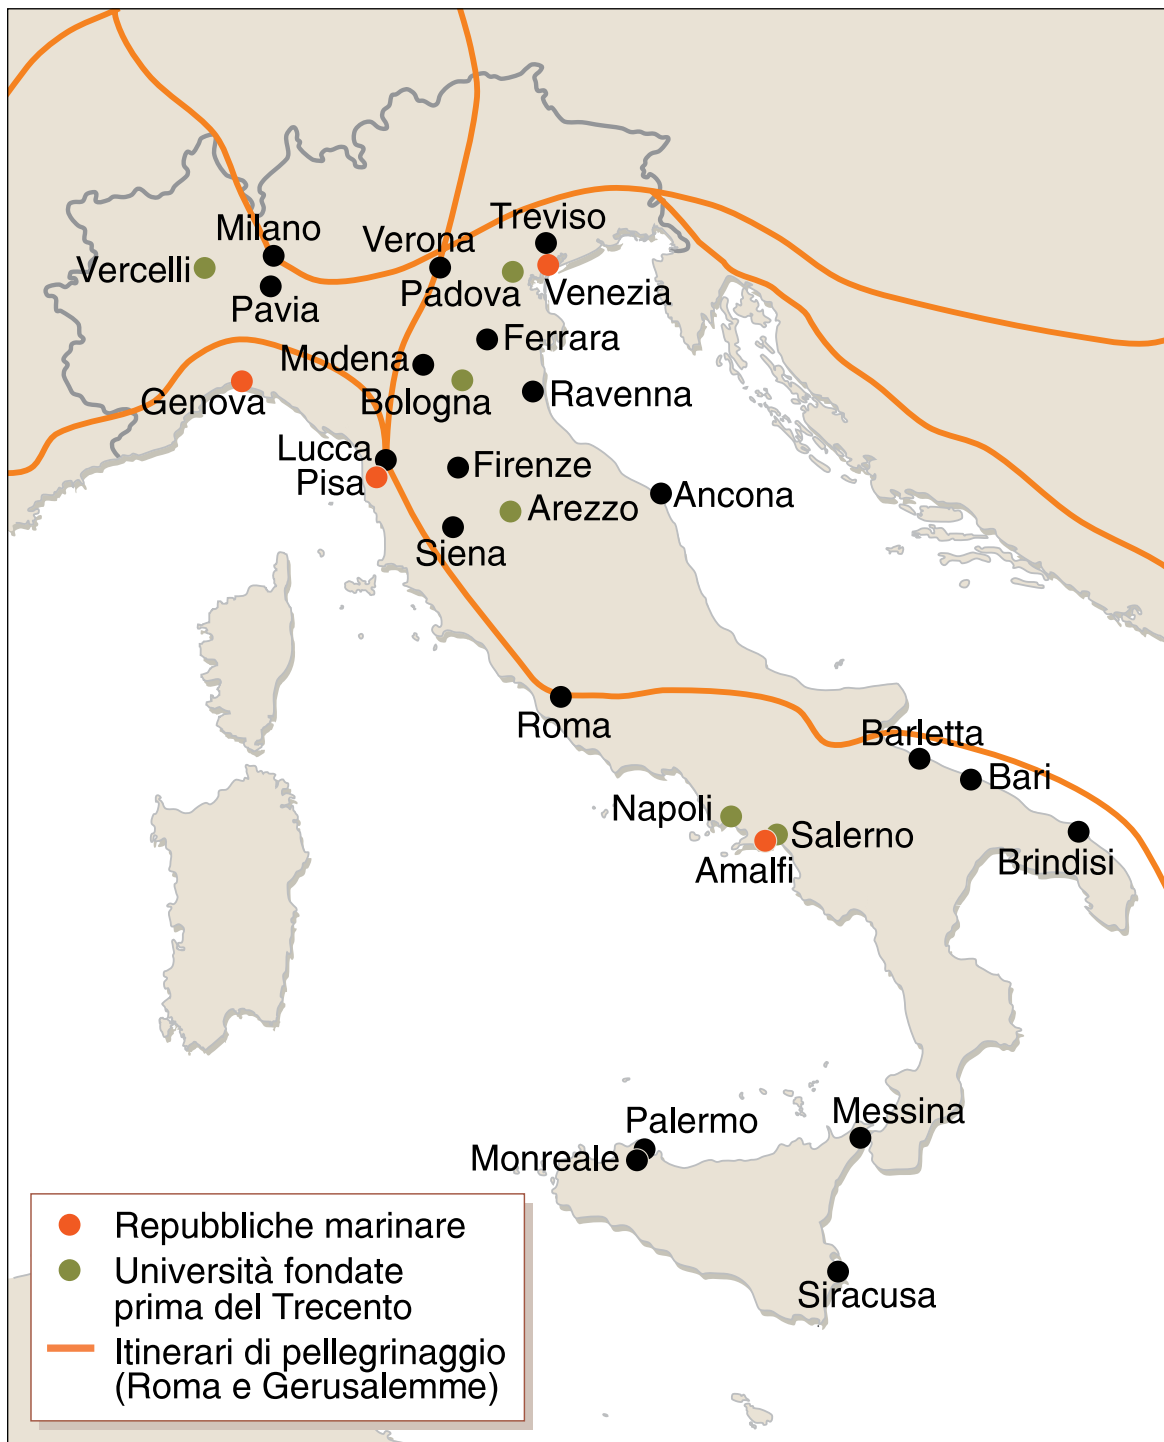 Treviso
Milano
Verona
Vercelli
Padova
Venezia
Pavia
Ferrara
Modena
Ravenna
Genova
Bologna
Lucca
Firenze
Pisa
Ancona
Arezzo
Siena
Roma
Barletta
Bari
Napoli
Salerno
Amalfi
Brindisi
Messina
Palermo
Monreale
Siracusa
Repubbliche marinare
Università fondate
prima del Trecento
Itinerari di pellegrinaggio
(Roma e Gerusalemme)